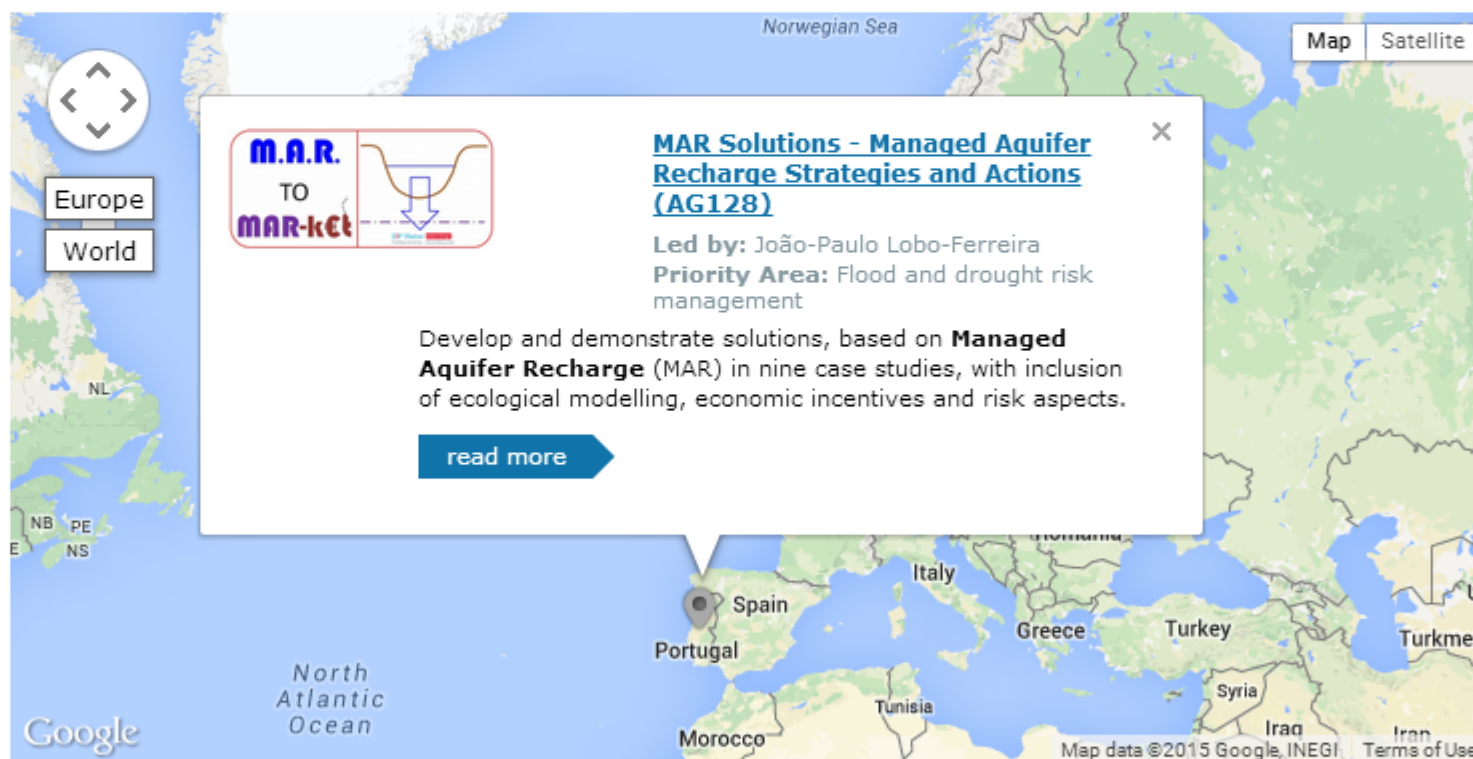 Norwegian Sea
Map Satellite
M.A.R.
TO
MAR-k€t
MAR Solutions - Managed Aquifer
Recharge Strategies and Actions
(AG128)
Led by: João-Paulo Lobo-Ferreira
Priority Area: Flood and drought risk
management
Develop and demonstrate solutions, based on Managed
Aquifer Recharge (MAR) in nine case studies, with inclusion
of ecological modelling, economic incentives and risk aspects.
read more
Europe
World
NL
NB PE
NS
Romania
Italy
Spain
Portugal
Greece
Turkey
Turkme
North
Atlantic
Ocean
Tunisia
Syria
Morocco
Iraq
Iran
Google
Map data ©2015 Google, INEGI Terms of Use